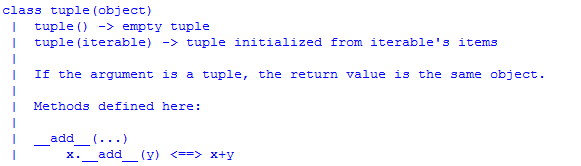 class tuple(object)
 |  tuple() -> empty tuple
 |  tuple(iterable) -> tuple initialized from iterable's items
 |
 |  If the argument is a tuple, the return value is the same object.
 |
 |  Methods defined here:
 |
 |  __add__(...)
 |      x.__add__(y) <==> x+y